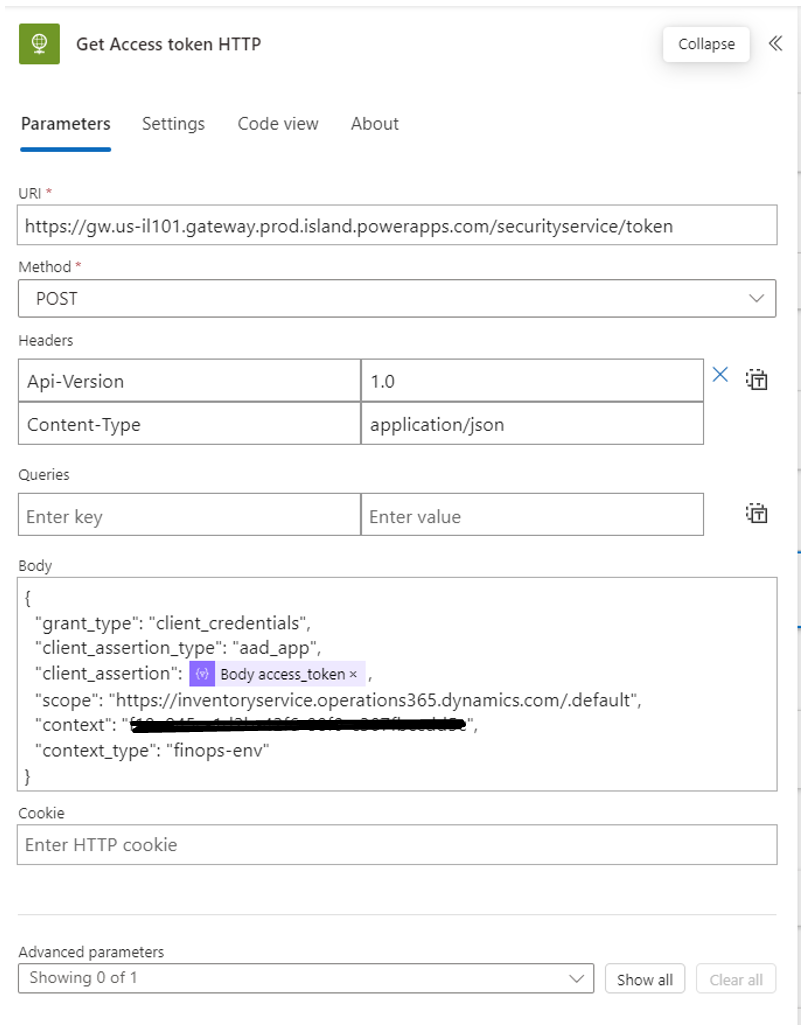 Get Access token HTTP
Collapse
Parameters Settings Code view About
URI *
https://gw.us-il101.gateway.prod.island.powerapps.com/securityservice/token
Method *
POST
Headers
Api-Version 1.0
Content-Type application/json
Queries
Enter key Enter value
Body
{
"grant_type": "client_credentials",
"client_assertion_type": "aad_app",
"client_assertion": Body access_token × ,
"scope": "https://inventoryservice.operations365.dynamics.com/.default",
"context": " ",
"context_type": "finops-env"
}
Cookie
Enter HTTP cookie
Advanced parameters
Showing 0 of 1 Show all Clear all